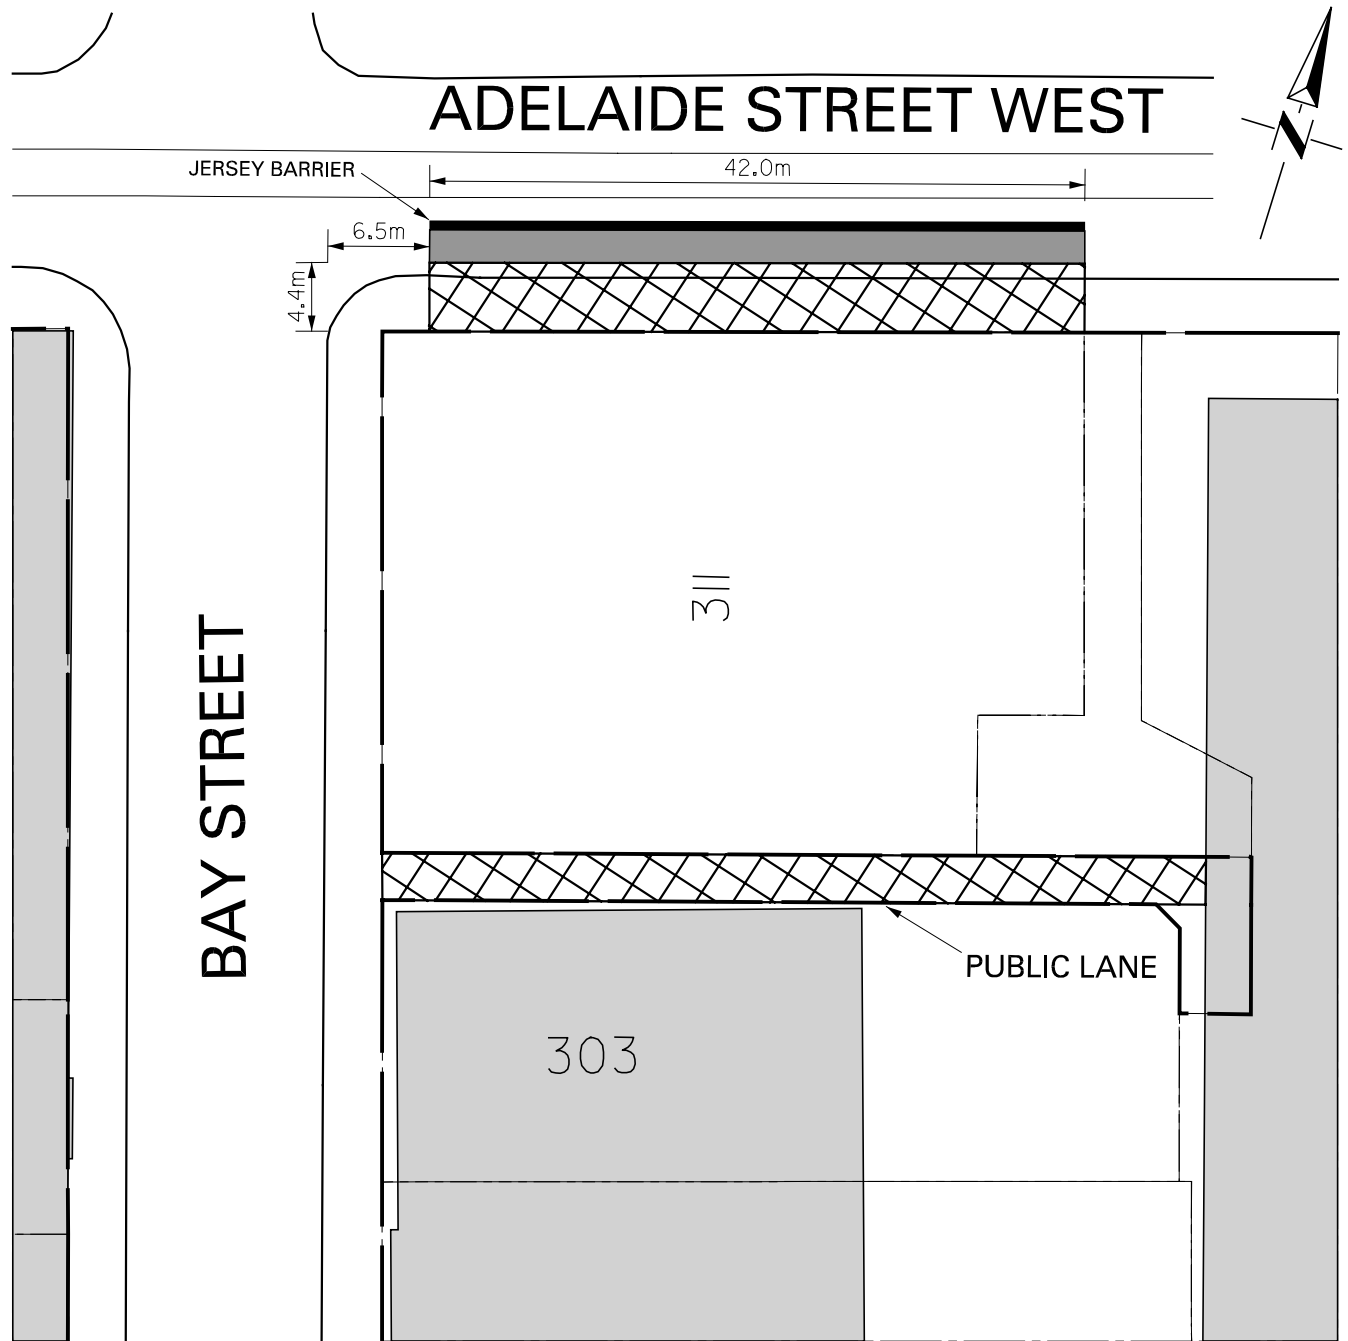 ADELAIDE STREET WEST
N
JERSEY BARRIER
42.0m
6.5m
4.4m
311
BAY STREET
PUBLIC LANE
303